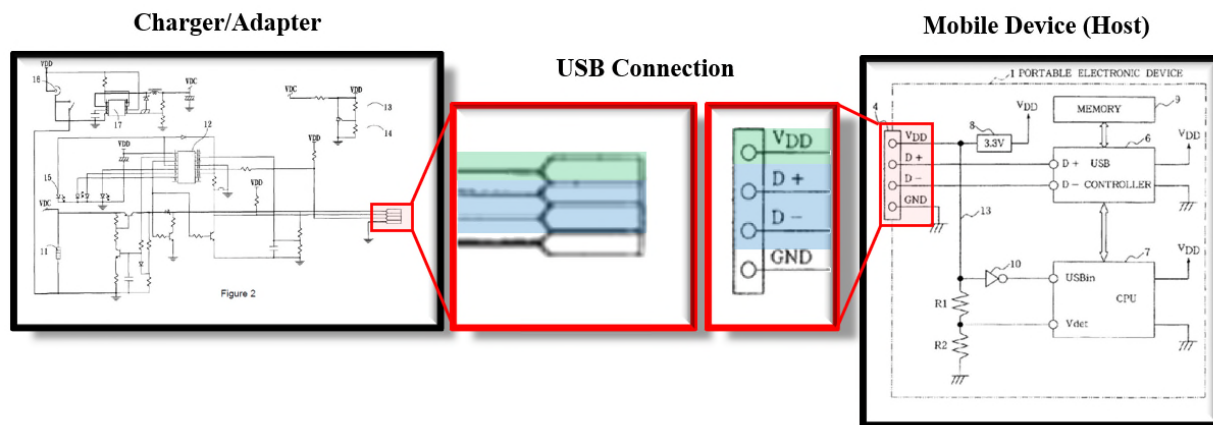 Charger/Adapter
USB Connection
Mobile Device (Host)
VDD
16
VDC
17
12
VDC
VDD
13
14
VDD
15
VDD
VDC
VDD
11
Figure 2
VDD
D +
D -
GND
1 PORTABLE ELECTRONIC DEVICE
4
VDD
8
3.3V
VDD
MEMORY
9
6
VDD
D +
D -
GND
D + USB
D - CONTROLLER
13
10
7
VDD
USBin
CPU
R1
Vdet
R2